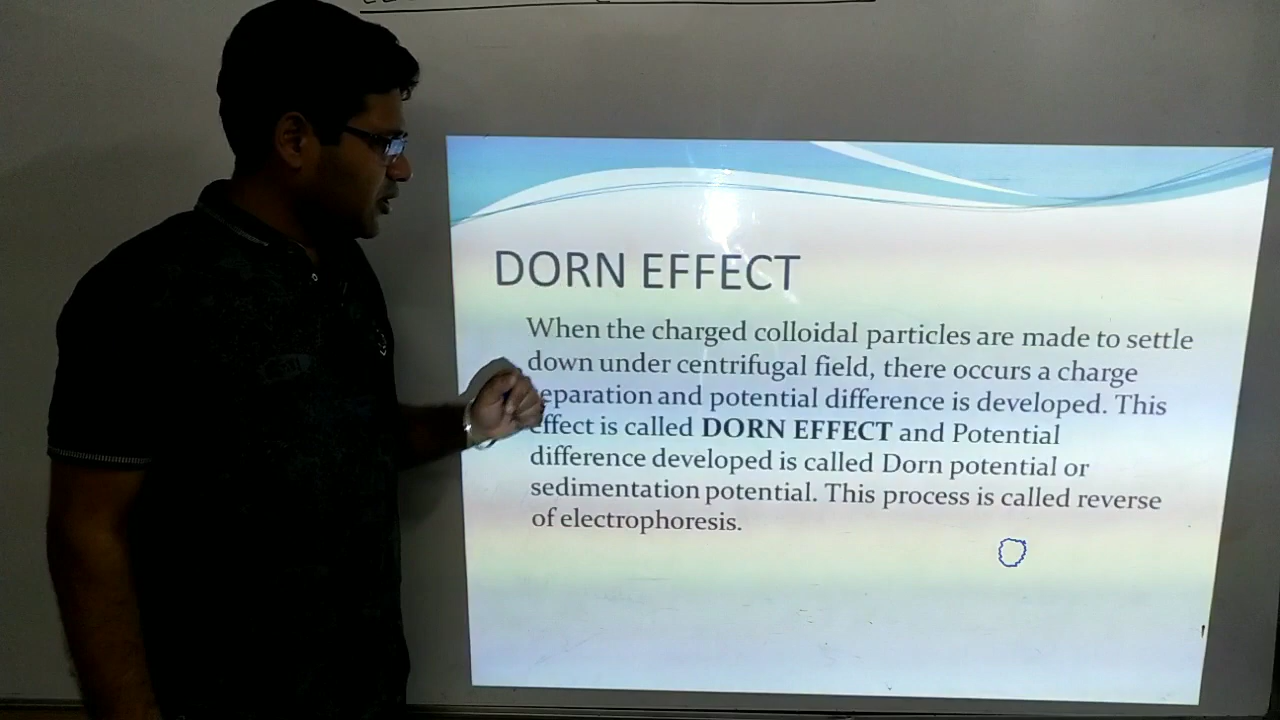 DORN EFFECT
When the charged colloidal particles are made to settle
down under centrifugal field, there occurs a charge
eparation and potential difference is developed. This
effect is called DORN EFFECT and Potential
difference developed is called Dorn potential or
sedimentation potential. This process is called reverse
of electrophoresis.